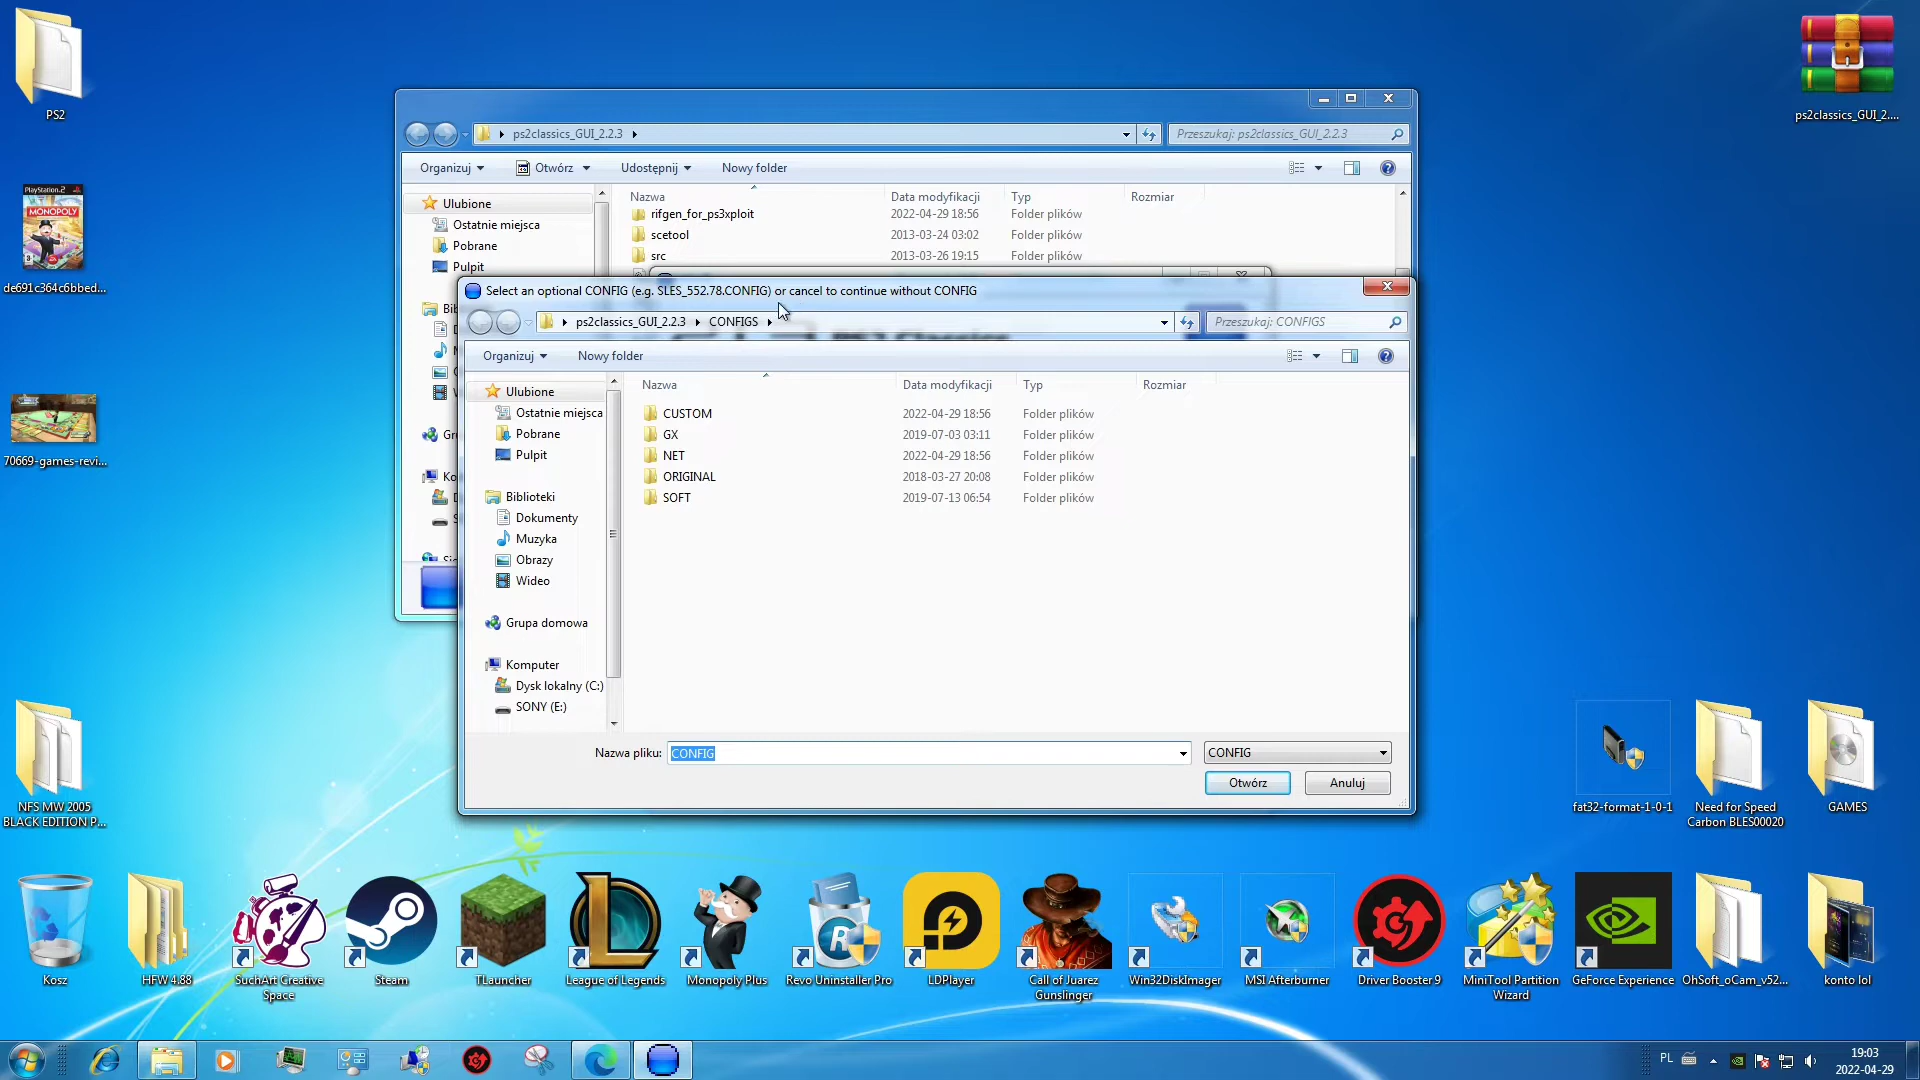 PS2
PlayStation 2
MONOPOLY
de691c364c6bbed...
70669-games-revi...
NFS MW 2005
BLACK EDITION P...
ps2classics_GUI_2....
ps2classics_GUI_2.2.3
Przeszukaj: ps2classics_GUI_2.2.3
Organizuj
Otwórz
Udostępnij
Nowy folder
Ulubione
Ostatnie miejsca
Pobrane
Pulpit
Nazwa
Data modyfikacji
Typ
Rozmiar
rifgen_for_ps3xploit
2022-04-29 18:56
Folder plików
scetool
2013-03-24 03:02
Folder plików
src
2013-03-26 19:15
Folder plików
Select an optional CONFIG (e.g. SLES_552.78.CONFIG) or cancel to continue without CONFIG
ps2classics_GUI_2.2.3
CONFIGS
Przeszukaj: CONFIGS
Organizuj
Nowy folder
Ulubione
Ostatnie miejsca
Pobrane
Pulpit
Biblioteki
Dokumenty
Muzyka
Obrazy
Wideo
Grupa domowa
Komputer
Dysk lokalny (C:)
SONY (E:)
Nazwa
Data modyfikacji
Typ
Rozmiar
CUSTOM
2022-04-29 18:56
Folder plików
GX
2019-07-03 03:11
Folder plików
NET
2022-04-29 18:56
Folder plików
ORIGINAL
2018-03-27 20:08
Folder plików
SOFT
2019-07-13 06:54
Folder plików
Nazwa pliku:
CONFIG
CONFIG
Otwórz
Anuluj
fat32-format-1-0-1
Need for Speed
Carbon BLES00020
GAMES
Kosz
HFW 4.88
SuchArt Creative
Space
Steam
TLauncher
League of Legends
Monopoly Plus
Revo Uninstaller Pro
LDPlayer
Call of Juarez
Gunslinger
Win32DiskImager
MSI Afterburner
Driver Booster 9
MiniTool Partition
Wizard
GeForce Experience
OhSoft_oCam_v52...
konto lol
PL
19:03
2022-04-29